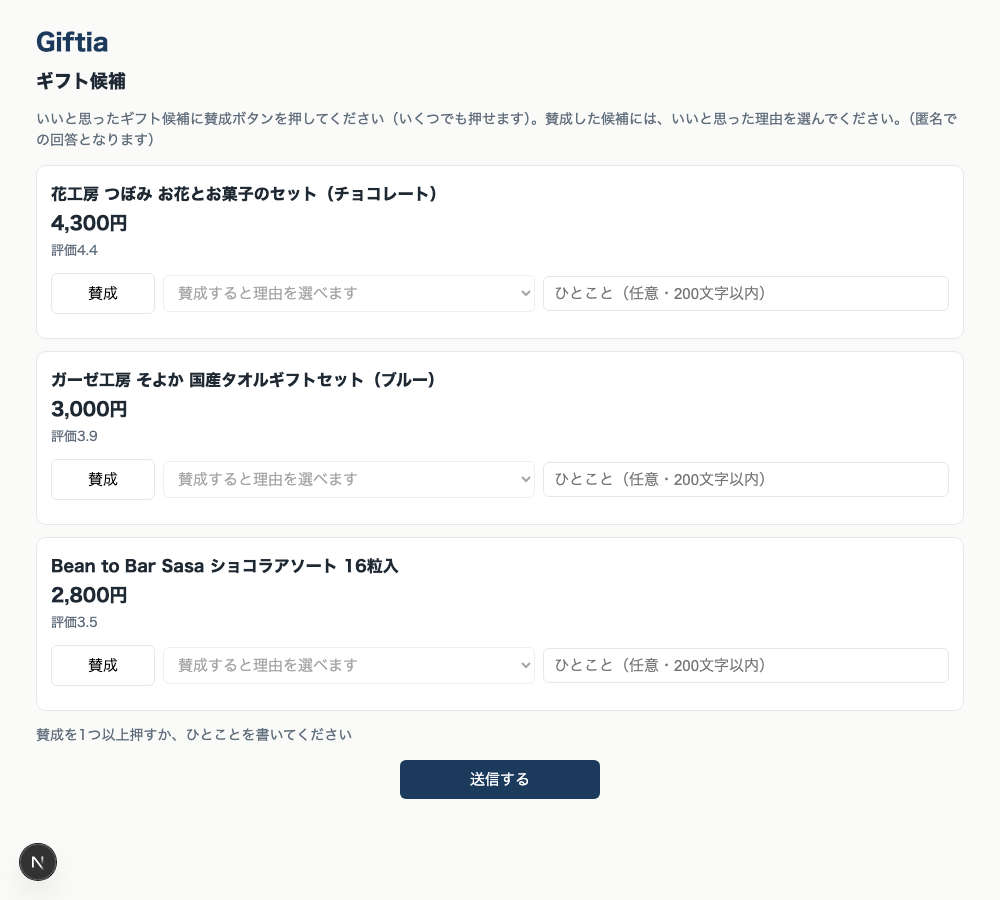 Giftia
ギフト候補
いいと思ったギフト候補に賛成ボタンを押してください（いくつでも押せます）。賛成した候補には、いいと思った理由を選んでください。（匿名で
の回答となります）
花工房 つぼみ お花とお菓子のセット（チョコレート）
4,300円
評価4.4
賛成 賛成すると理由を選べます ひとこと（任意・200文字以内）
ガーゼ工房 そよか 国産タオルギフトセット（ブルー）
3,000円
評価3.9
賛成 賛成すると理由を選べます ひとこと（任意・200文字以内）
Bean to Bar Sasa ショコラアソート 16粒入
2,800円
評価3.5
賛成 賛成すると理由を選べます ひとこと（任意・200文字以内）
賛成を1つ以上押すか、ひとことを書いてください
送信する
N